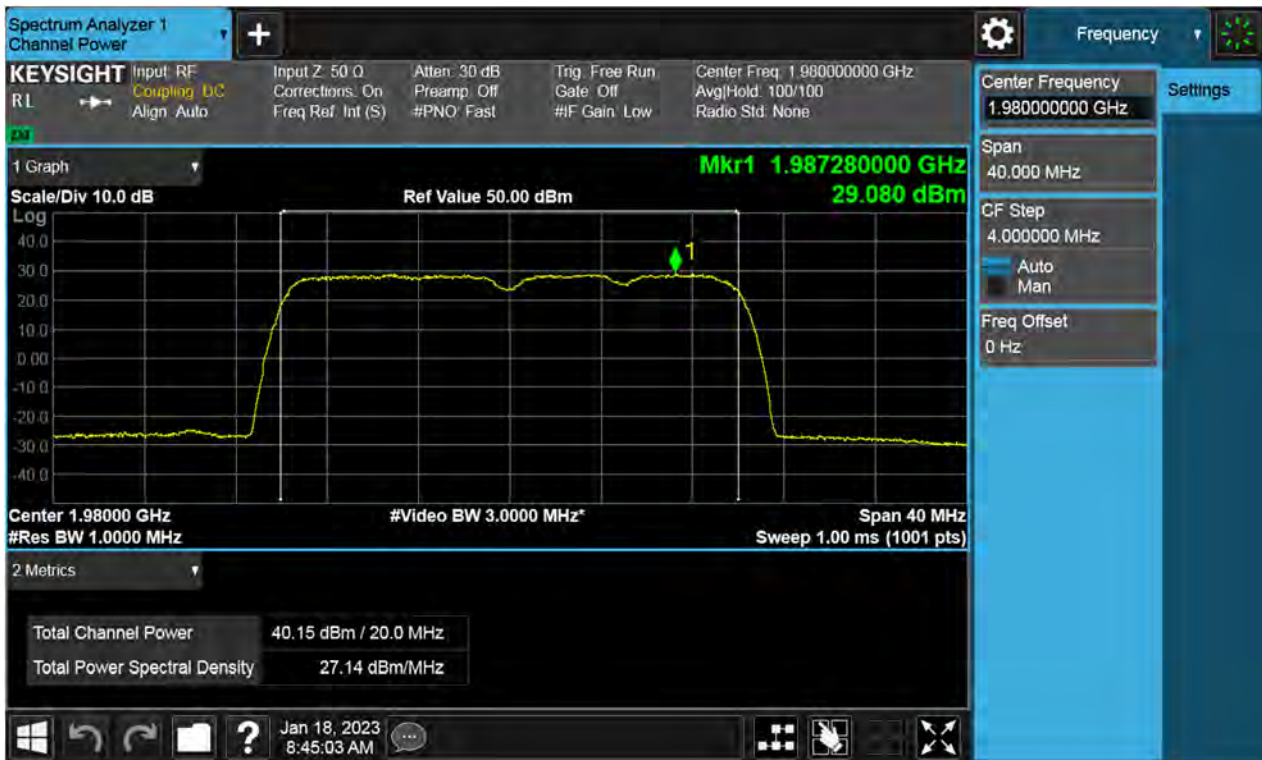 Spectrum Analyzer 1
Channel Power
+
Frequency
KEYSIGHT
RL
Input: RF
Coupling: DC
Align: Auto
Input Z: 50 Ω
Corrections: On
Freq Ref: Int (S)
Atten: 30 dB
Preamp: Off
#PNO: Fast
Trig: Free Run
Gate: Off
#IF Gain: Low
Center Freq: 1.980000000 GHz
Avg|Hold: 100/100
Radio Std: None
Center Frequency
1.980000000 GHz
Settings
Span
40.000 MHz
CF Step
4.000000 MHz
Auto
Man
Freq Offset
0 Hz
1 Graph
Mkr1 1.987280000 GHz
29.080 dBm
Scale/Div 10.0 dB
Ref Value 50.00 dBm
Log
40.0
30.0
20.0
10.0
0.00
-10.0
-20.0
-30.0
-40.0
1
Center 1.98000 GHz
#Video BW 3.0000 MHz*
Span 40 MHz
#Res BW 1.0000 MHz
Sweep 1.00 ms (1001 pts)
2 Metrics
Total Channel Power 40.15 dBm / 20.0 MHz
Total Power Spectral Density 27.14 dBm/MHz
?
Jan 18, 2023
8:45:03 AM